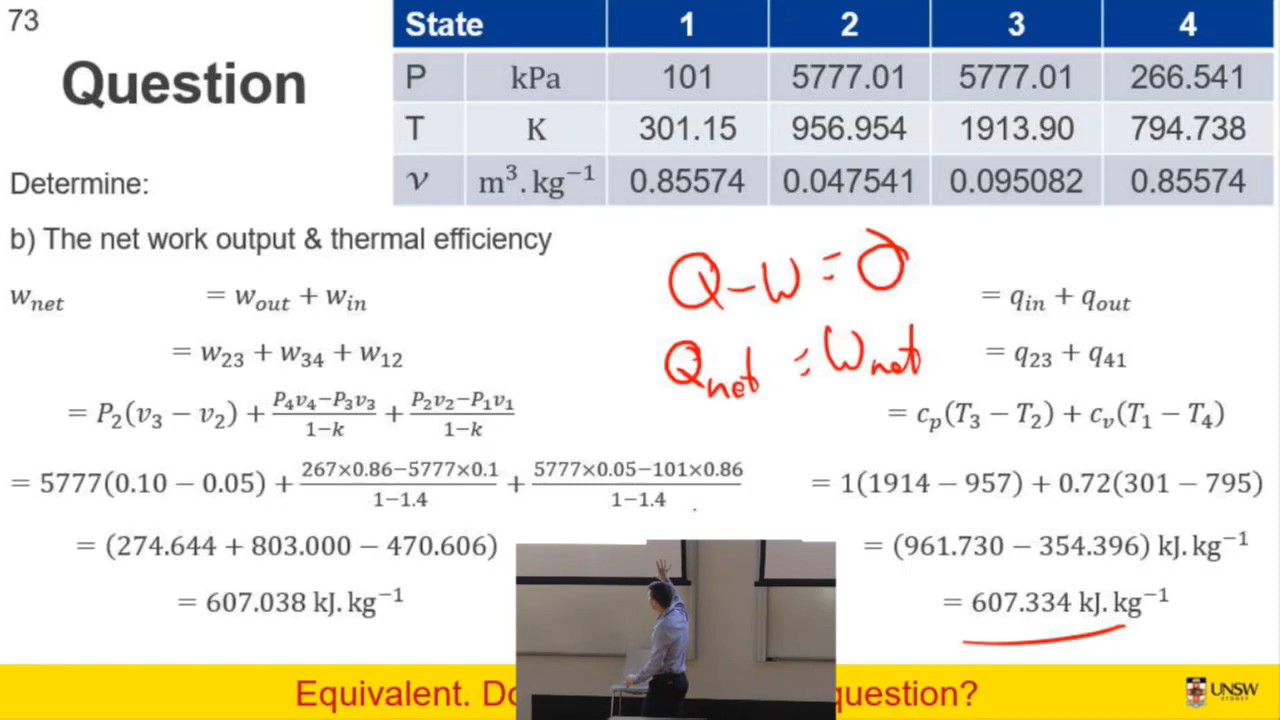 73
Question
State 1 2 3 4
P kPa 101 5777.01 5777.01 266.541
T K 301.15 956.954 1913.90 794.738
ν m³.kg⁻¹ 0.85574 0.047541 0.095082 0.85574
Determine:
b) The net work output & thermal efficiency
w_net = w_out + w_in
= w₂₃ + w₃₄ + w₁₂
= P₂(v₃ − v₂) + (P₄v₄−P₃v₃)/(1−k) + (P₂v₂−P₁v₁)/(1−k)
= 5777(0.10 − 0.05) + (267×0.86−5777×0.1)/(1−1.4) + (5777×0.05−101×0.86)/(1−1.4)
= (274.644 + 803.000 − 470.606)
= 607.038 kJ.kg⁻¹
Q − W = 0
Q_net = W_net
= q_in + q_out
= q₂₃ + q₄₁
= c_p(T₃ − T₂) + c_v(T₁ − T₄)
= 1(1914 − 957) + 0.72(301 − 795)
= (961.730 − 354.396) kJ.kg⁻¹
= 607.334 kJ.kg⁻¹
Equivalent. question?
UNSW
SYDNEY